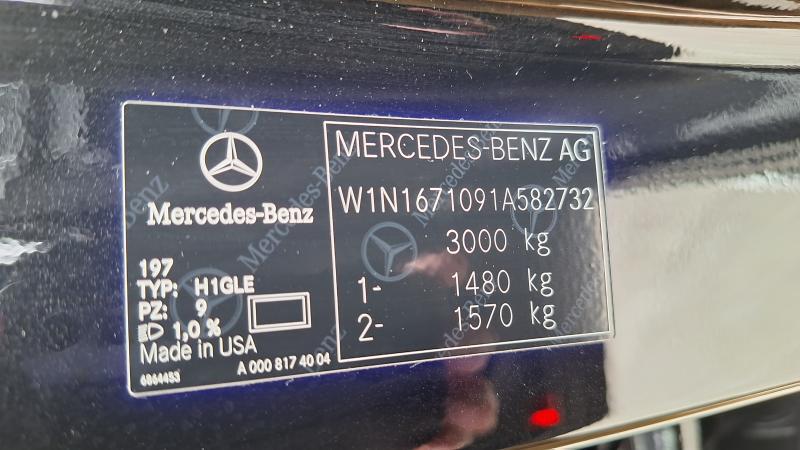 Mercedes-Benz
197
TYP: H1GLE
PZ: 9
1,0 %
Made in USA
6864453
A 000 817 40 04
MERCEDES-BENZ AG
W1N1671091A582732
3000 kg
1- 1480 kg
2- 1570 kg